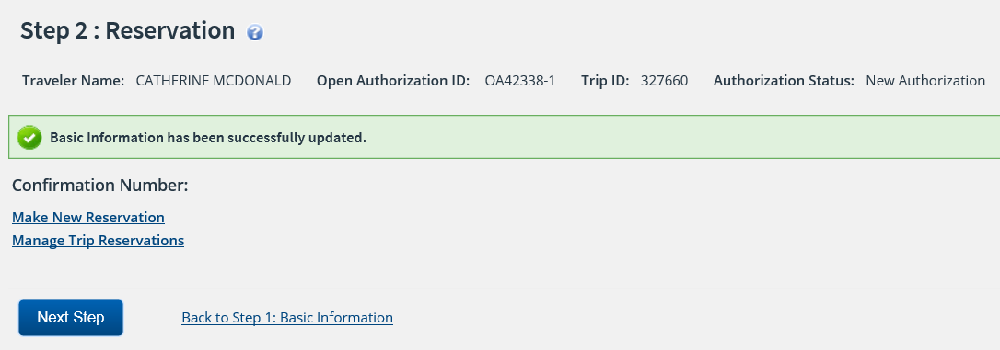 Step 2 : Reservation ?
Traveler Name: CATHERINE MCDONALD Open Authorization ID: OA42338-1 Trip ID: 327660 Authorization Status: New Authorization
Basic Information has been successfully updated.
Confirmation Number:
Make New Reservation
Manage Trip Reservations
Next Step Back to Step 1: Basic Information